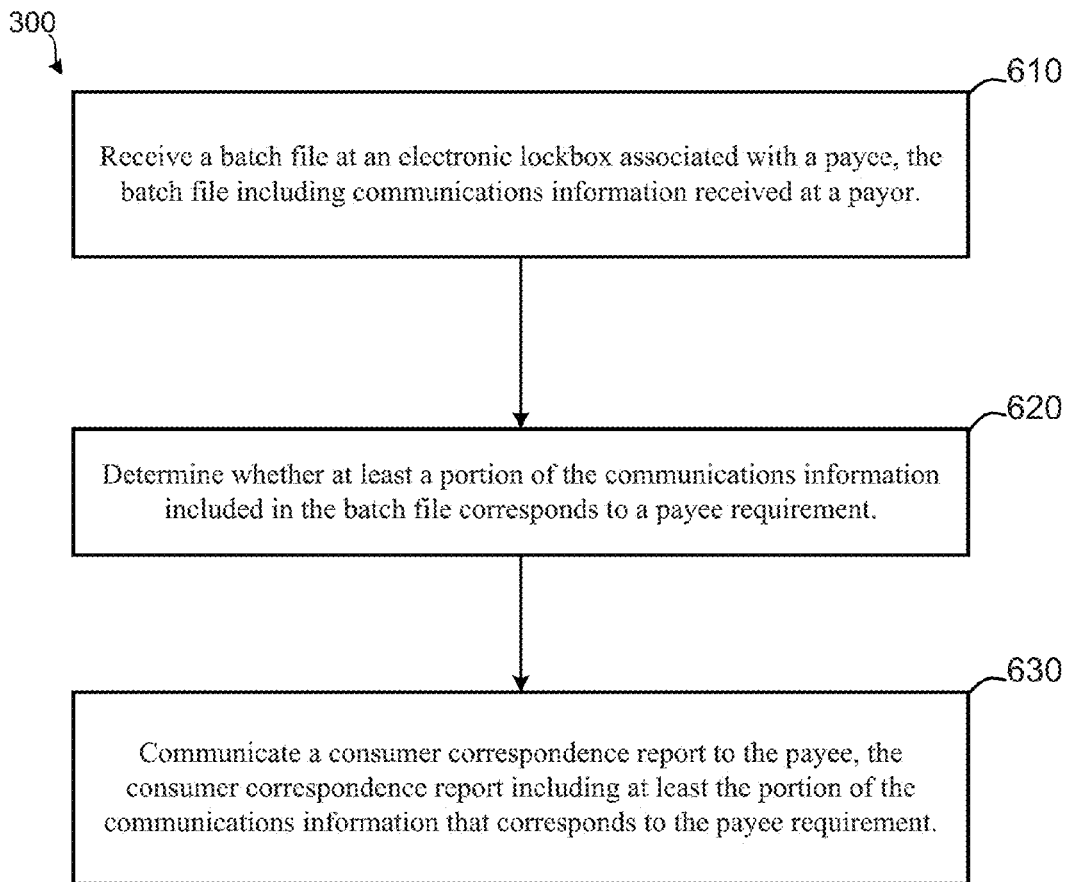 300
610
Receive a batch file at an electronic lockbox associated with a payee, the
batch file including communications information received at a payor.
620
Determine whether at least a portion of the communications information
included in the batch file corresponds to a payee requirement.
630
Communicate a consumer correspondence report to the payee, the
consumer correspondence report including at least the portion of the
communications information that corresponds to the payee requirement.